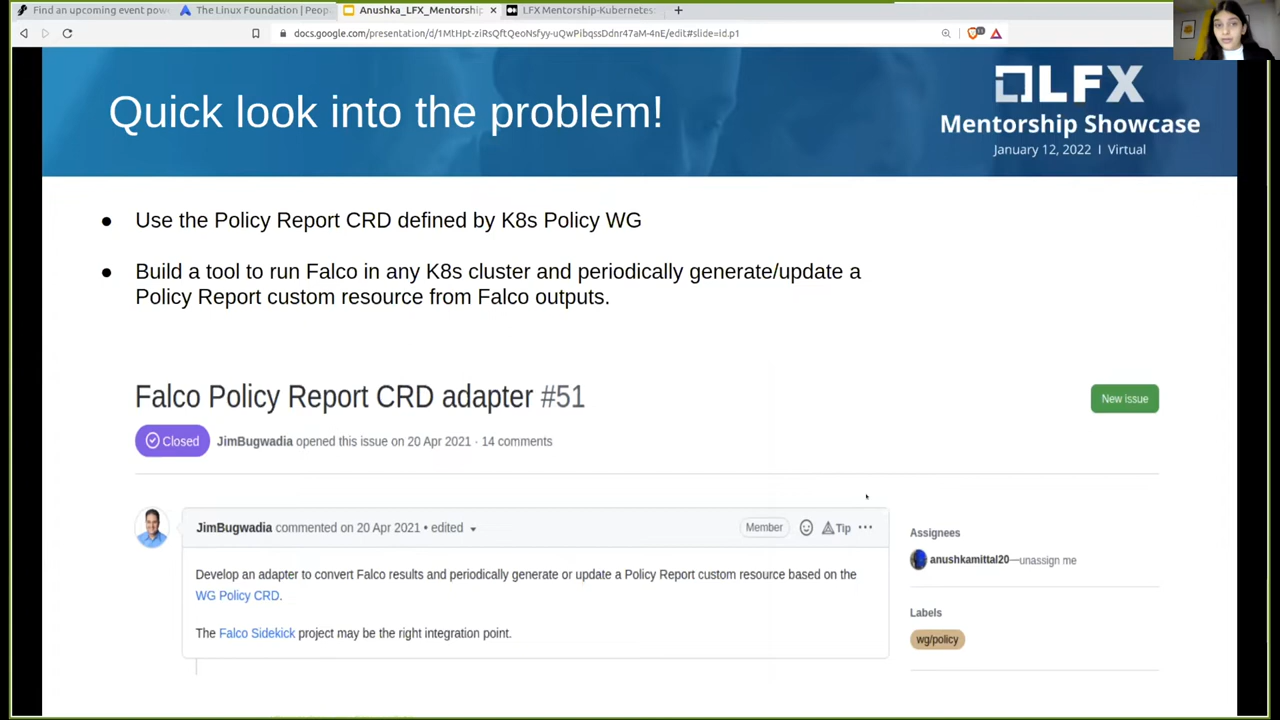 Find an upcoming event powe
The Linux Foundation | Peop
Anushka_LFX_Mentorship
LFX Mentorship-Kubernetes:
docs.google.com/presentation/d/1MtHpt-ziRsQftQeoNsfyy-uQwPibqssDdnr47aM-4nE/edit#slide=id.p1
Quick look into the problem!
LFX
Mentorship Showcase
January 12, 2022 | Virtual
● Use the Policy Report CRD defined by K8s Policy WG
● Build a tool to run Falco in any K8s cluster and periodically generate/update a
Policy Report custom resource from Falco outputs.
Falco Policy Report CRD adapter #51
New issue
Closed
JimBugwadia opened this issue on 20 Apr 2021 · 14 comments
JimBugwadia commented on 20 Apr 2021 • edited
Member
Tip
Develop an adapter to convert Falco results and periodically generate or update a Policy Report custom resource based on the
WG Policy CRD.
The Falco Sidekick project may be the right integration point.
Assignees
anushkamittal20—unassign me
Labels
wg/policy